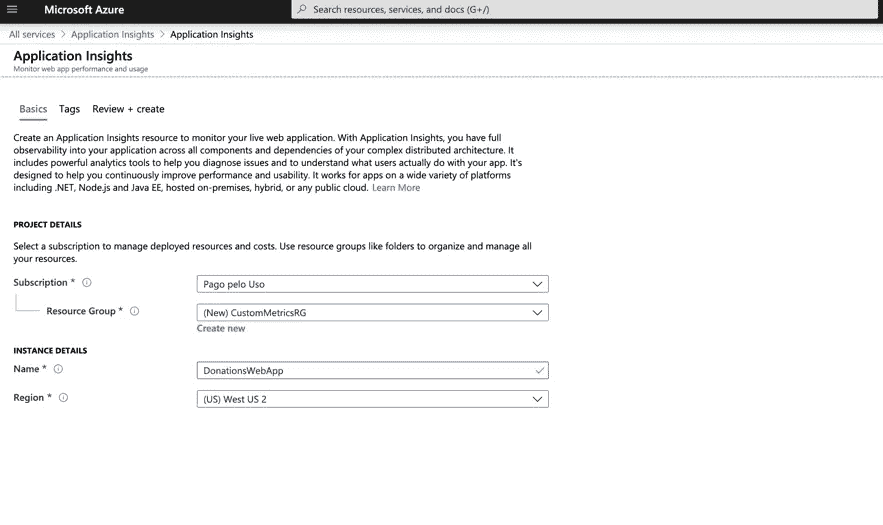 Microsoft Azure
Search resources, services, and docs (G+/)
All services > Application Insights > Application Insights
Application Insights
Monitor web app performance and usage
Basics Tags Review + create
Create an Application Insights resource to monitor your live web application. With Application Insights, you have full
observability into your application across all components and dependencies of your complex distributed architecture. It
includes powerful analytics tools to help you diagnose issues and to understand what users actually do with your app. It's
designed to help you continuously improve performance and usability. It works for apps on a wide variety of platforms
including .NET, Node.js and Java EE, hosted on-premises, hybrid, or any public cloud. Learn More
PROJECT DETAILS
Select a subscription to manage deployed resources and costs. Use resource groups like folders to organize and manage all
your resources.
Subscription * Pago pelo Uso
Resource Group * (New) CustomMetricsRG
Create new
INSTANCE DETAILS
Name * DonationsWebApp
Region * (US) West US 2